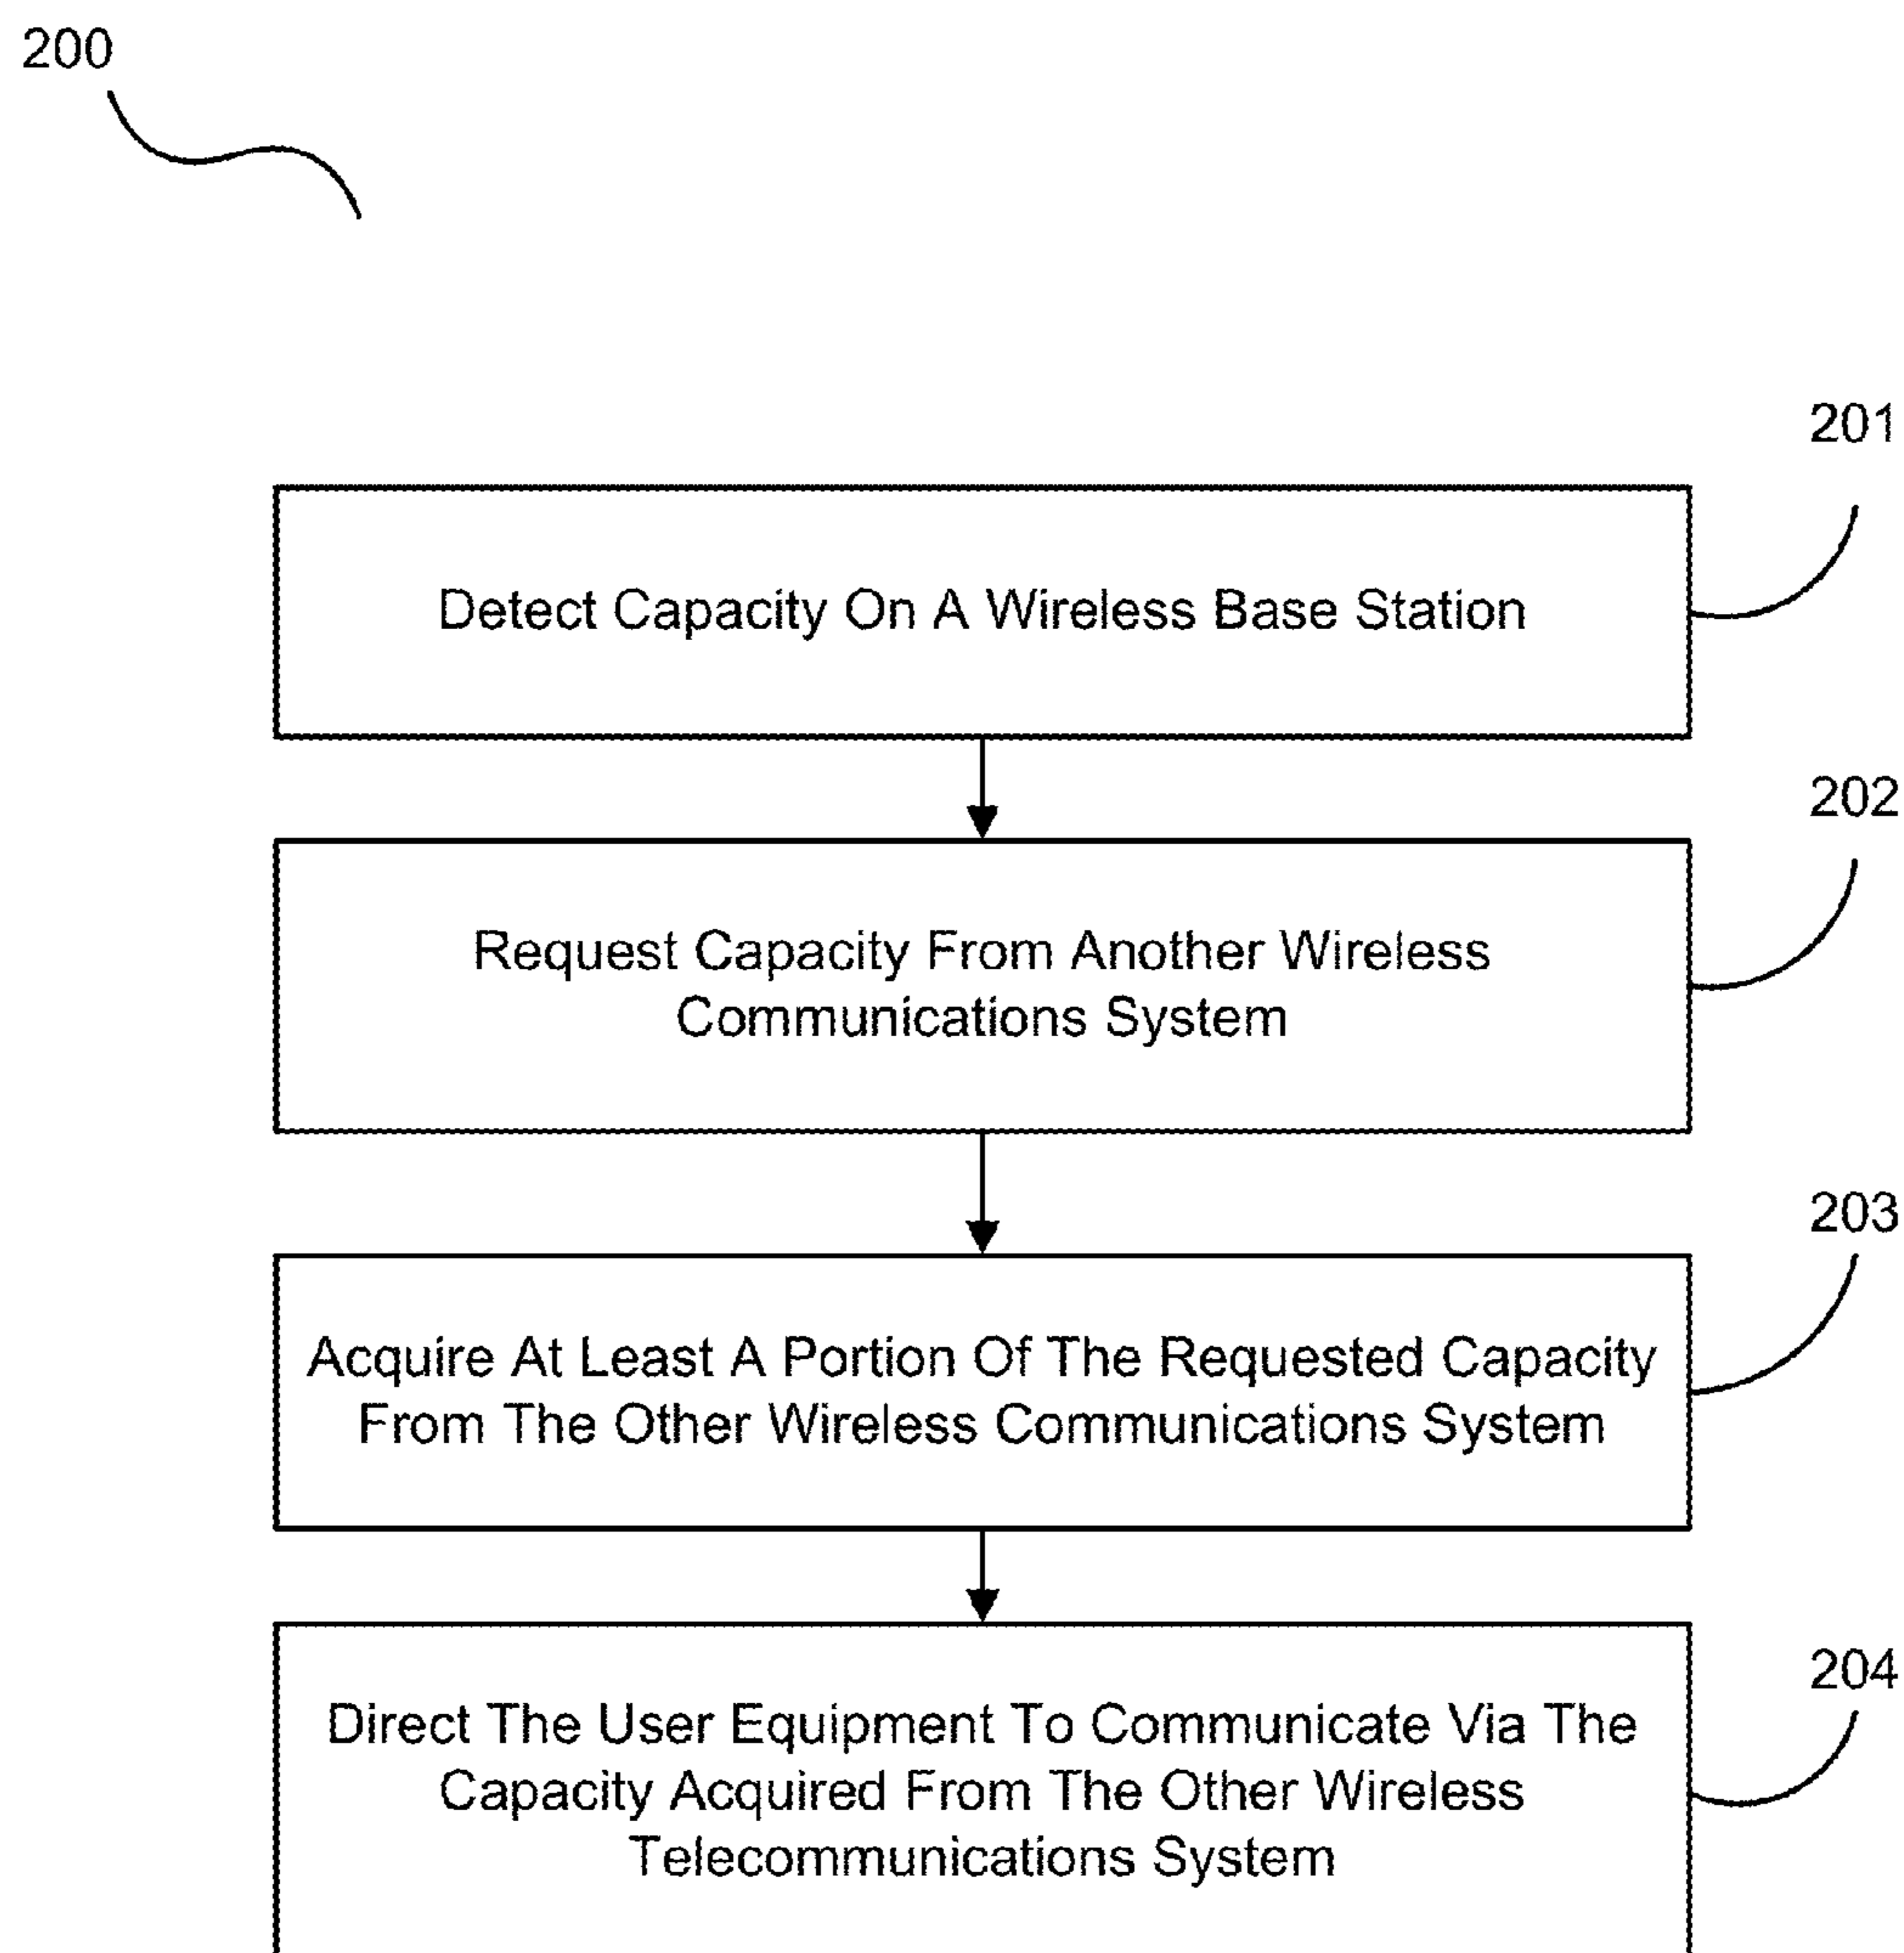 200
201
Detect Capacity On A Wireless Base Station
202
Request Capacity From Another Wireless
Communications System
203
Acquire At Least A Portion Of The Requested Capacity
From The Other Wireless Communications System
204
Direct The User Equipment To Communicate Via The
Capacity Acquired From The Other Wireless
Telecommunications System